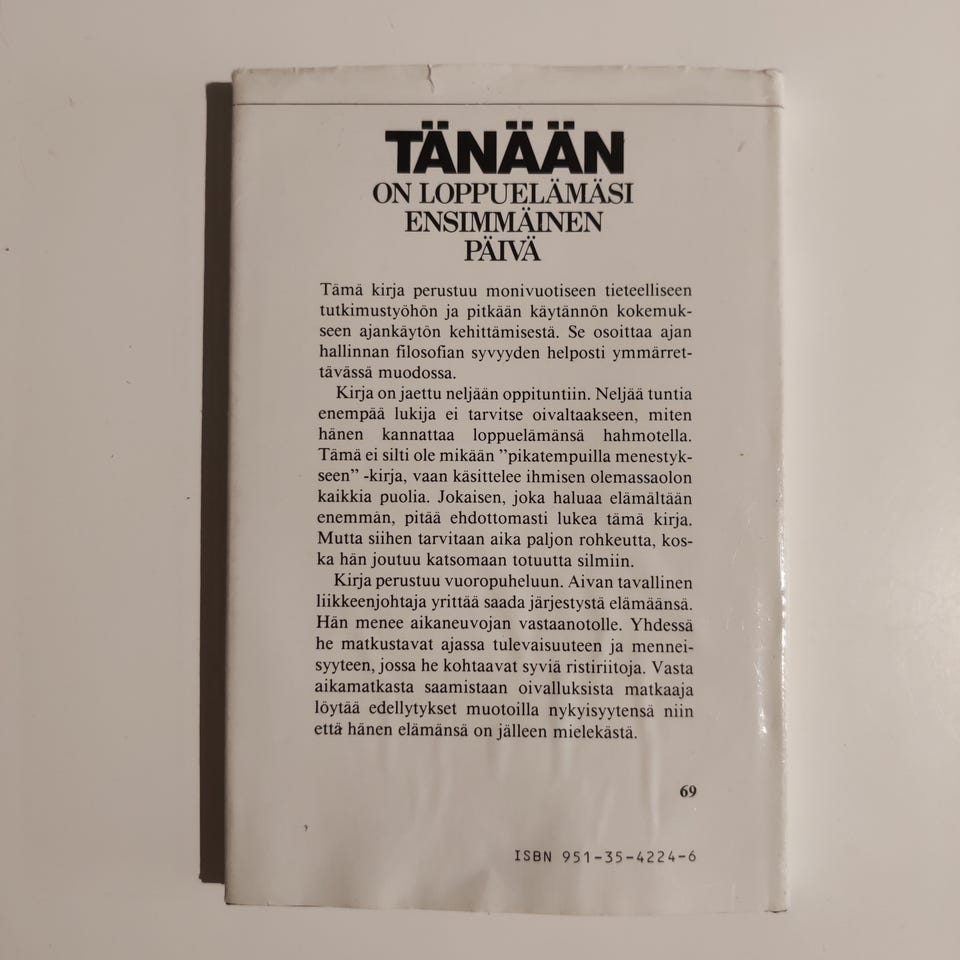 TÄNÄÄN
ON LOPPUELÄMÄSI
ENSIMMÄINEN
PÄIVÄ
Tämä kirja perustuu monivuotiseen tieteelliseen
tutkimustyöhön ja pitkään käytännön kokemuk-
seen ajankäytön kehittämisestä. Se osoittaa ajan
hallinnan filosofian syvyyden helposti ymmärret-
tävässä muodossa.
Kirja on jaettu neljään oppituntiin. Neljää tuntia
enempää lukija ei tarvitse oivaltaakseen, miten
hänen kannattaa loppuelämänsä hahmotella.
Tämä ei silti ole mikään ”pikatempuilla menestyk-
seen” -kirja, vaan käsittelee ihmisen olemassaolon
kaikkia puolia. Jokaisen, joka haluaa elämältään
enemmän, pitää ehdottomasti lukea tämä kirja.
Mutta siihen tarvitaan aika paljon rohkeutta, kos-
ka hän joutuu katsomaan totuutta silmiin.
Kirja perustuu vuoropuheluun. Aivan tavallinen
liikkeenjohtaja yrittää saada järjestystä elämäänsä.
Hän menee aikaneuvojan vastaanotolle. Yhdessä
he matkustavat ajassa tulevaisuuteen ja mennei-
syyteen, jossa he kohtaavat syviä ristiriitoja. Vasta
aikamatkasta saamistaan oivalluksista matkaaja
löytää edellytykset muotoilla nykyisyytensä niin
että hänen elämänsä on jälleen mielekästä.
69
ISBN 951-35-4224-6